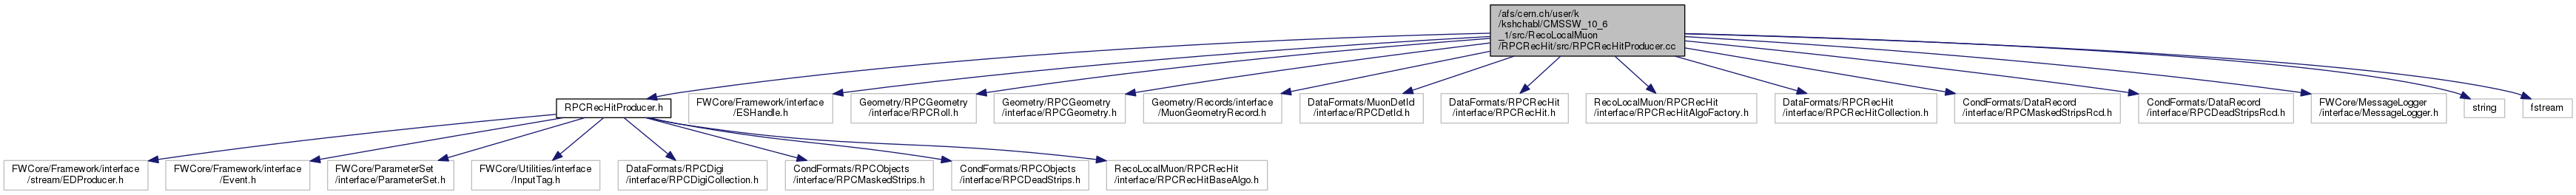 /afs/cern.ch/user/k
/kshchabl/CMSSW_10_6
_1/src/RecoLocalMuon
/RPCRecHit/src/RPCRecHitProducer.cc
RPCRecHitProducer.h
FWCore/Framework/interface
/ESHandle.h
Geometry/RPCGeometry
/interface/RPCRoll.h
Geometry/RPCGeometry
/interface/RPCGeometry.h
Geometry/Records/interface
/MuonGeometryRecord.h
DataFormats/MuonDetId
/interface/RPCDetId.h
DataFormats/RPCRecHit
/interface/RPCRecHit.h
RecoLocalMuon/RPCRecHit
/interface/RPCRecHitAlgoFactory.h
DataFormats/RPCRecHit
/interface/RPCRecHitCollection.h
CondFormats/DataRecord
/interface/RPCMaskedStripsRcd.h
CondFormats/DataRecord
/interface/RPCDeadStripsRcd.h
FWCore/MessageLogger
/interface/MessageLogger.h
string
fstream
FWCore/Framework/interface
/stream/EDProducer.h
FWCore/Framework/interface
/Event.h
FWCore/ParameterSet
/interface/ParameterSet.h
FWCore/Utilities/interface
/InputTag.h
DataFormats/RPCDigi
/interface/RPCDigiCollection.h
CondFormats/RPCObjects
/interface/RPCMaskedStrips.h
CondFormats/RPCObjects
/interface/RPCDeadStrips.h
RecoLocalMuon/RPCRecHit
/interface/RPCRecHitBaseAlgo.h